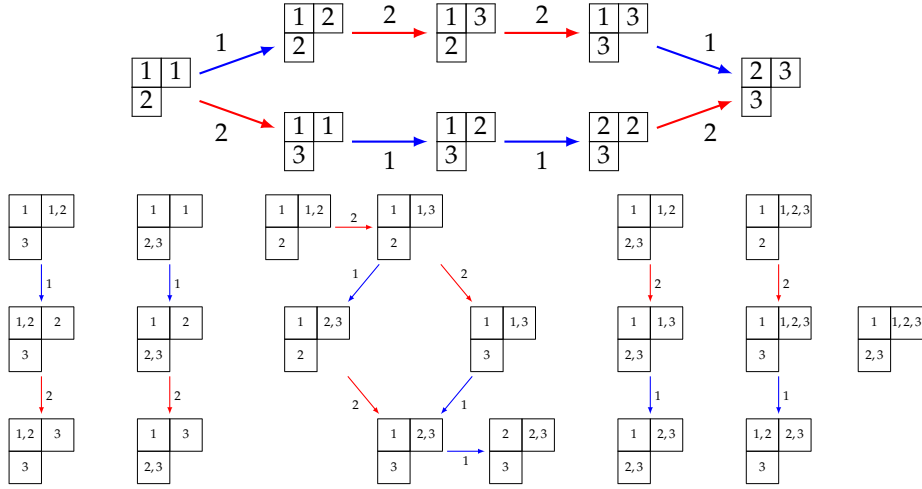 1 2 2 1 3 2 1 3 1
2 2 3
1 1 2 3
2 3
2 1 1 1 2 2 2 2
3 1 3 1 3
1 1,2 1 1 1 1,2 2 1 1,3 1 1,2 1 1,2,3
3 2,3 2 2 2,3 2
1 1 1 2 2 2
1,2 2 1 2 1 2,3 1 1,3 1 1,3 1 1,2,3 1 1,2,3
3 2,3 2 3 2,3 3 2,3
2 2 2 1 1 1
1,2 3 1 3 1 2,3 2 2,3 1 2,3 1,2 2,3
3 2,3 3 1 3 2,3 3